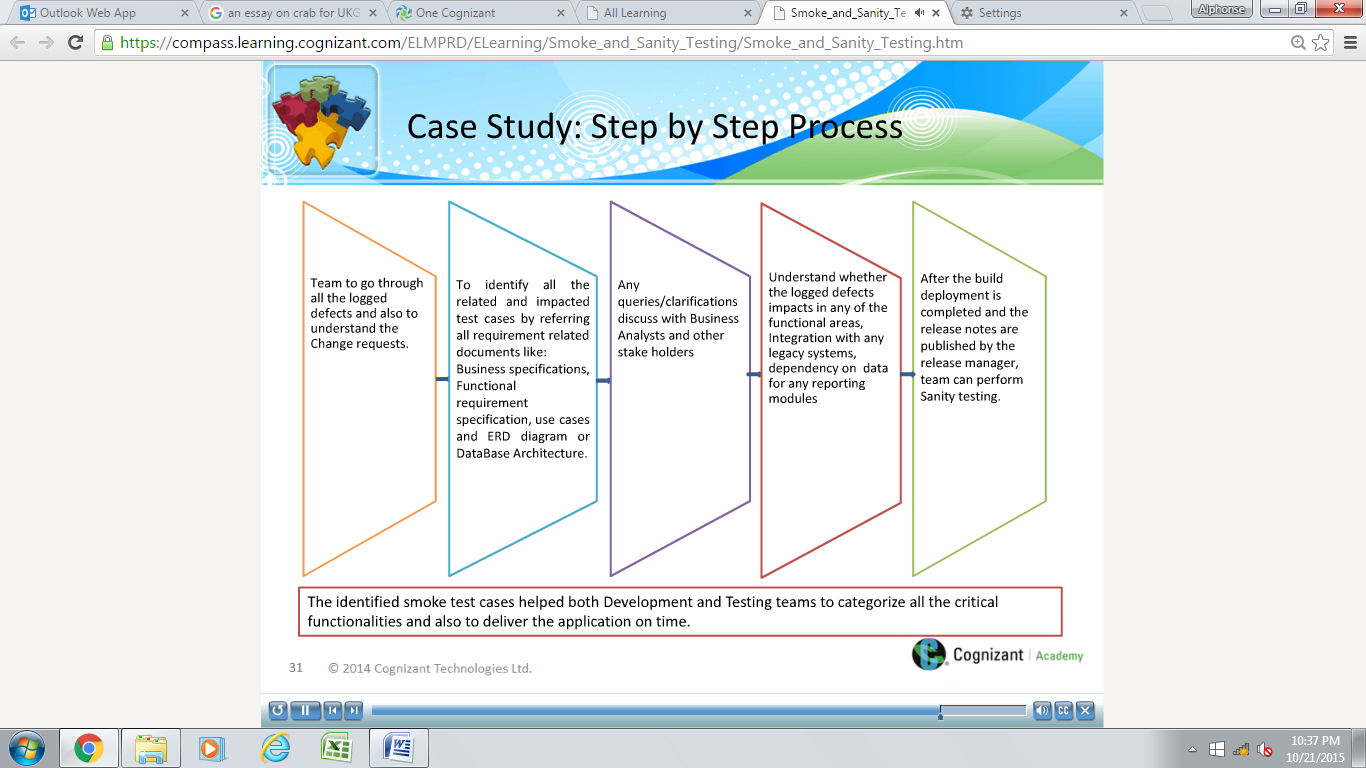 Outlook Web App
an essay on crab for UKG
One Cognizant
All Learning
Smoke_and_Sanity_Te
Settings
Alphonse
https://compass.learning.cognizant.com/ELMPRD/ELearning/Smoke_and_Sanity_Testing/Smoke_and_Sanity_Testing.htm
Case Study: Step by Step Process
Team to go through
all the logged
defects and also to
understand the
Change requests.
To identify all the
related and impacted
test cases by referring
all requirement related
documents like:
Business specifications,
Functional
requirement
specification, use cases
and ERD diagram or
DataBase Architecture.
Any
queries/clarifications
discuss with Business
Analysts and other
stake holders
Understand whether
the logged defects
impacts in any of the
functional areas,
Integration with any
legacy systems,
dependency on data
for any reporting
modules
After the build
deployment is
completed and the
release notes are
published by the
release manager,
team can perform
Sanity testing.
The identified smoke test cases helped both Development and Testing teams to categorize all the critical
functionalities and also to deliver the application on time.
31
© 2014 Cognizant Technologies Ltd.
Cognizant | Academy
CC
10:37 PM
10/21/2015